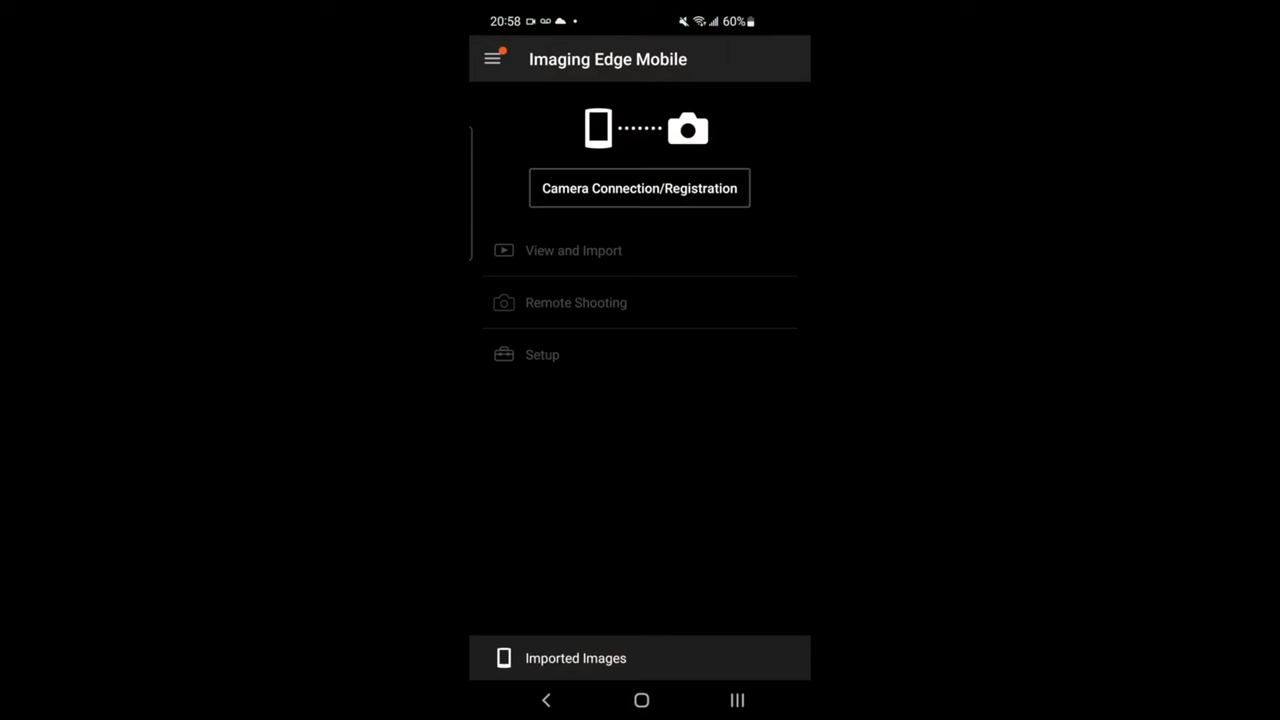 20:58 60%
Imaging Edge Mobile
Camera Connection/Registration
View and Import
Remote Shooting
Setup
Imported Images